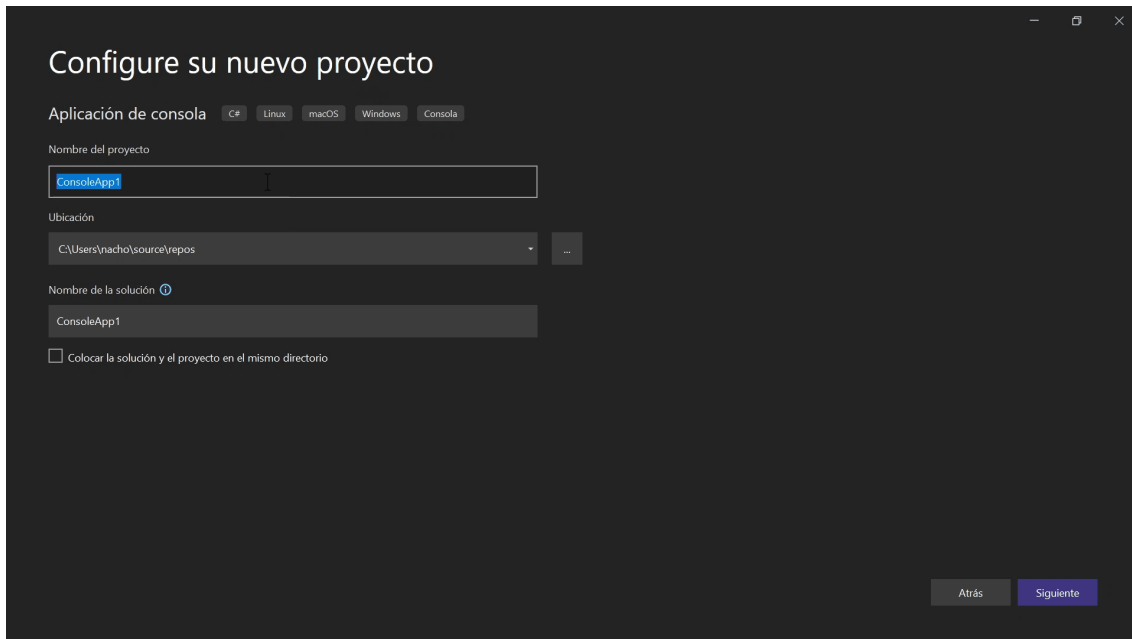 Configure su nuevo proyecto
Aplicación de consola C# Linux macOS Windows Consola
Nombre del proyecto
ConsoleApp1
Ubicación
C:\Users\nacho\source\repos
...
Nombre de la solución
ConsoleApp1
Colocar la solución y el proyecto en el mismo directorio
Atrás Siguiente